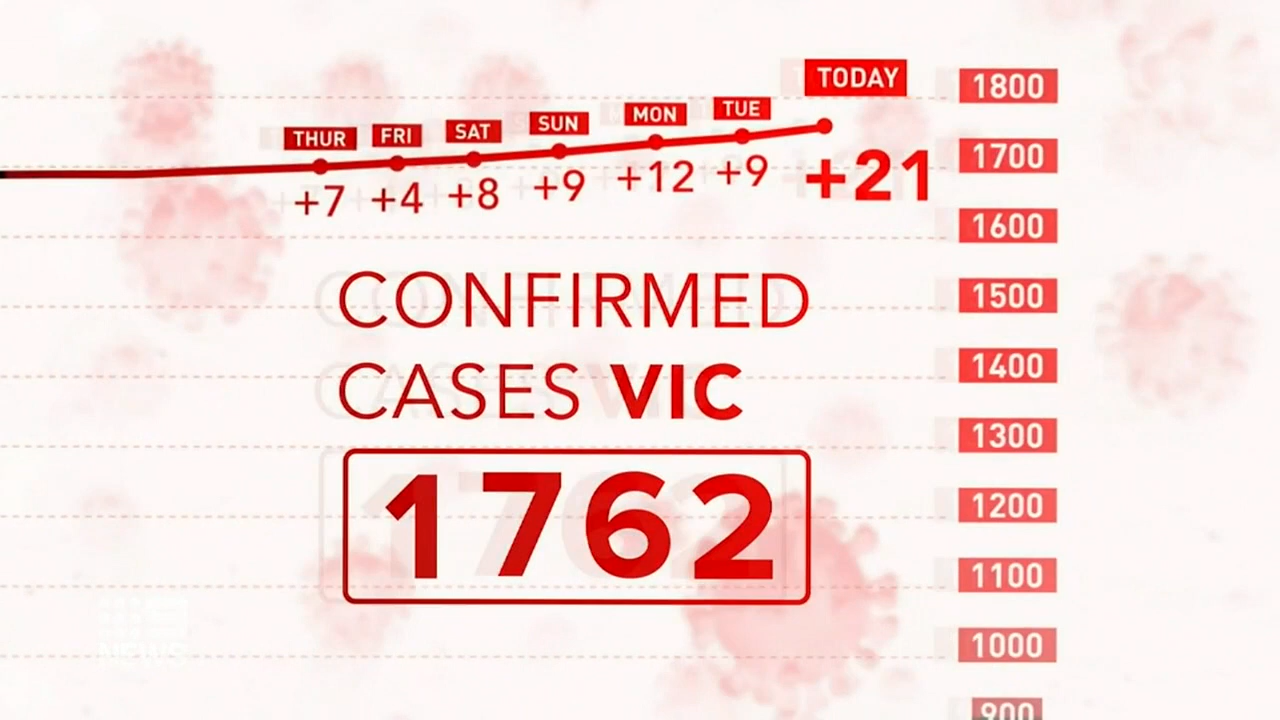 TODAY
1800
THUR FRI SAT SUN MON TUE
+7 +4 +8 +9 +12 +9 +21
1700
1600
CONFIRMED
1500
CASES VIC
1400
1300
1762
1200
1100
1000
900
NEWS